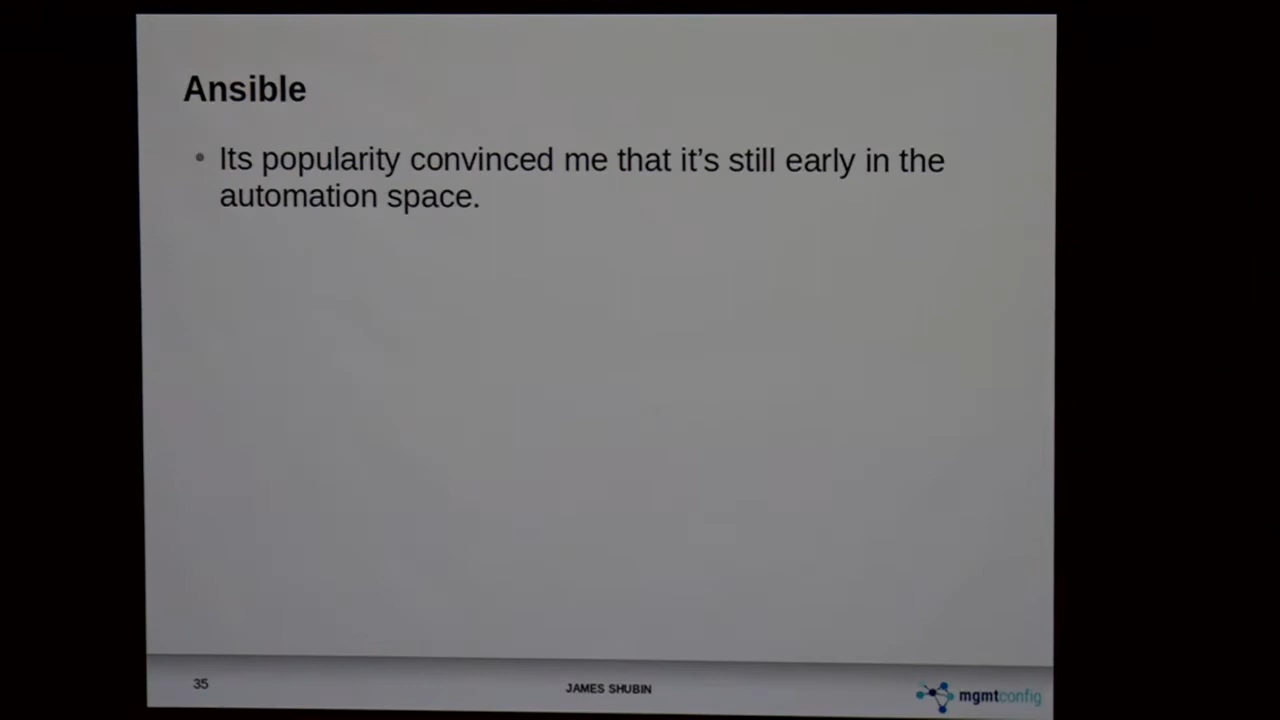 Ansible
• Its popularity convinced me that it’s still early in the
automation space.
35
JAMES SHUBIN
mgmtconfig